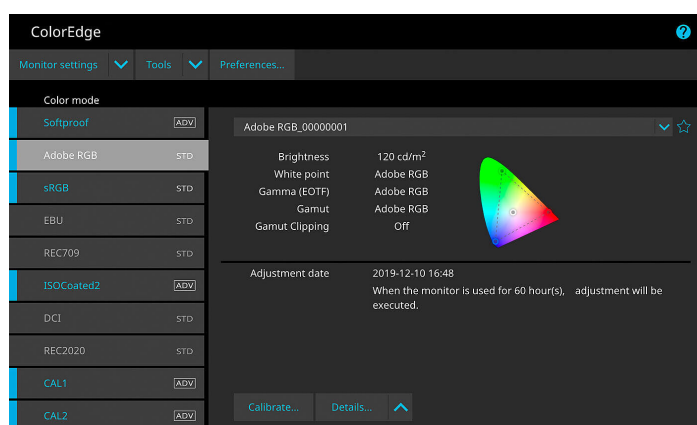 ColorEdge
?
Monitor settings Tools Preferences...
Color mode
Softproof ADV
Adobe RGB STD
sRGB STD
EBU STD
REC709 STD
ISOCoated2 ADV
DCI STD
REC2020 STD
CAL1 ADV
CAL2 ADV
Adobe RGB_00000001
Brightness 120 cd/m²
White point Adobe RGB
Gamma (EOTF) Adobe RGB
Gamut Adobe RGB
Gamut Clipping Off
Adjustment date 2019-12-10 16:48
When the monitor is used for 60 hour(s), adjustment will be
executed.
Calibrate... Details...